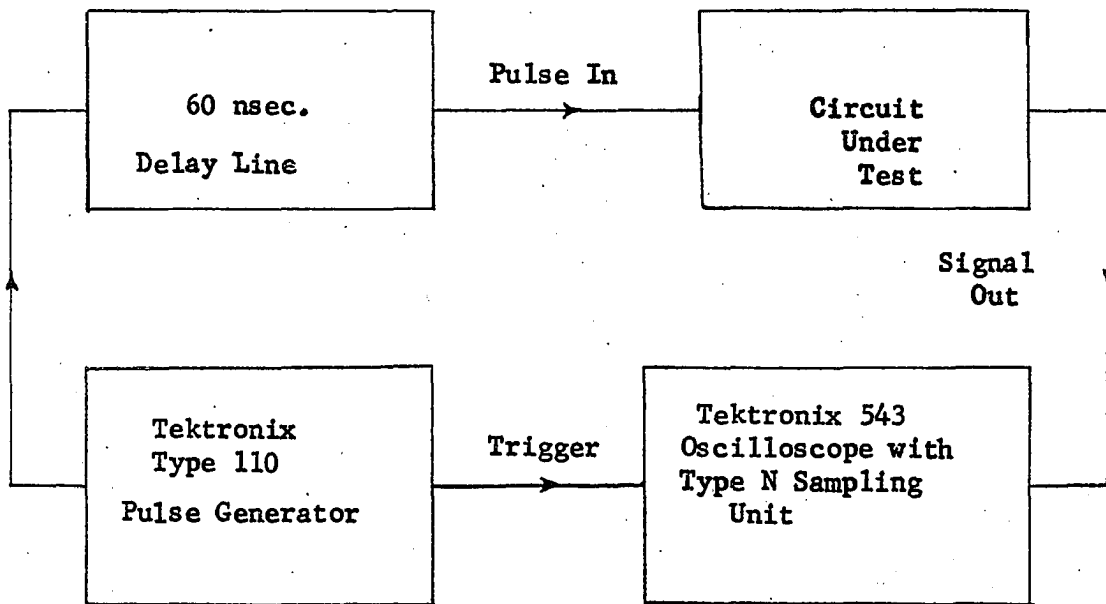 60 nsec.
Delay Line
Pulse In
Circuit
Under
Test
Signal
Out
Tektronix
Type 110
Pulse Generator
Trigger
Tektronix 543
Oscilloscope with
Type N Sampling
Unit